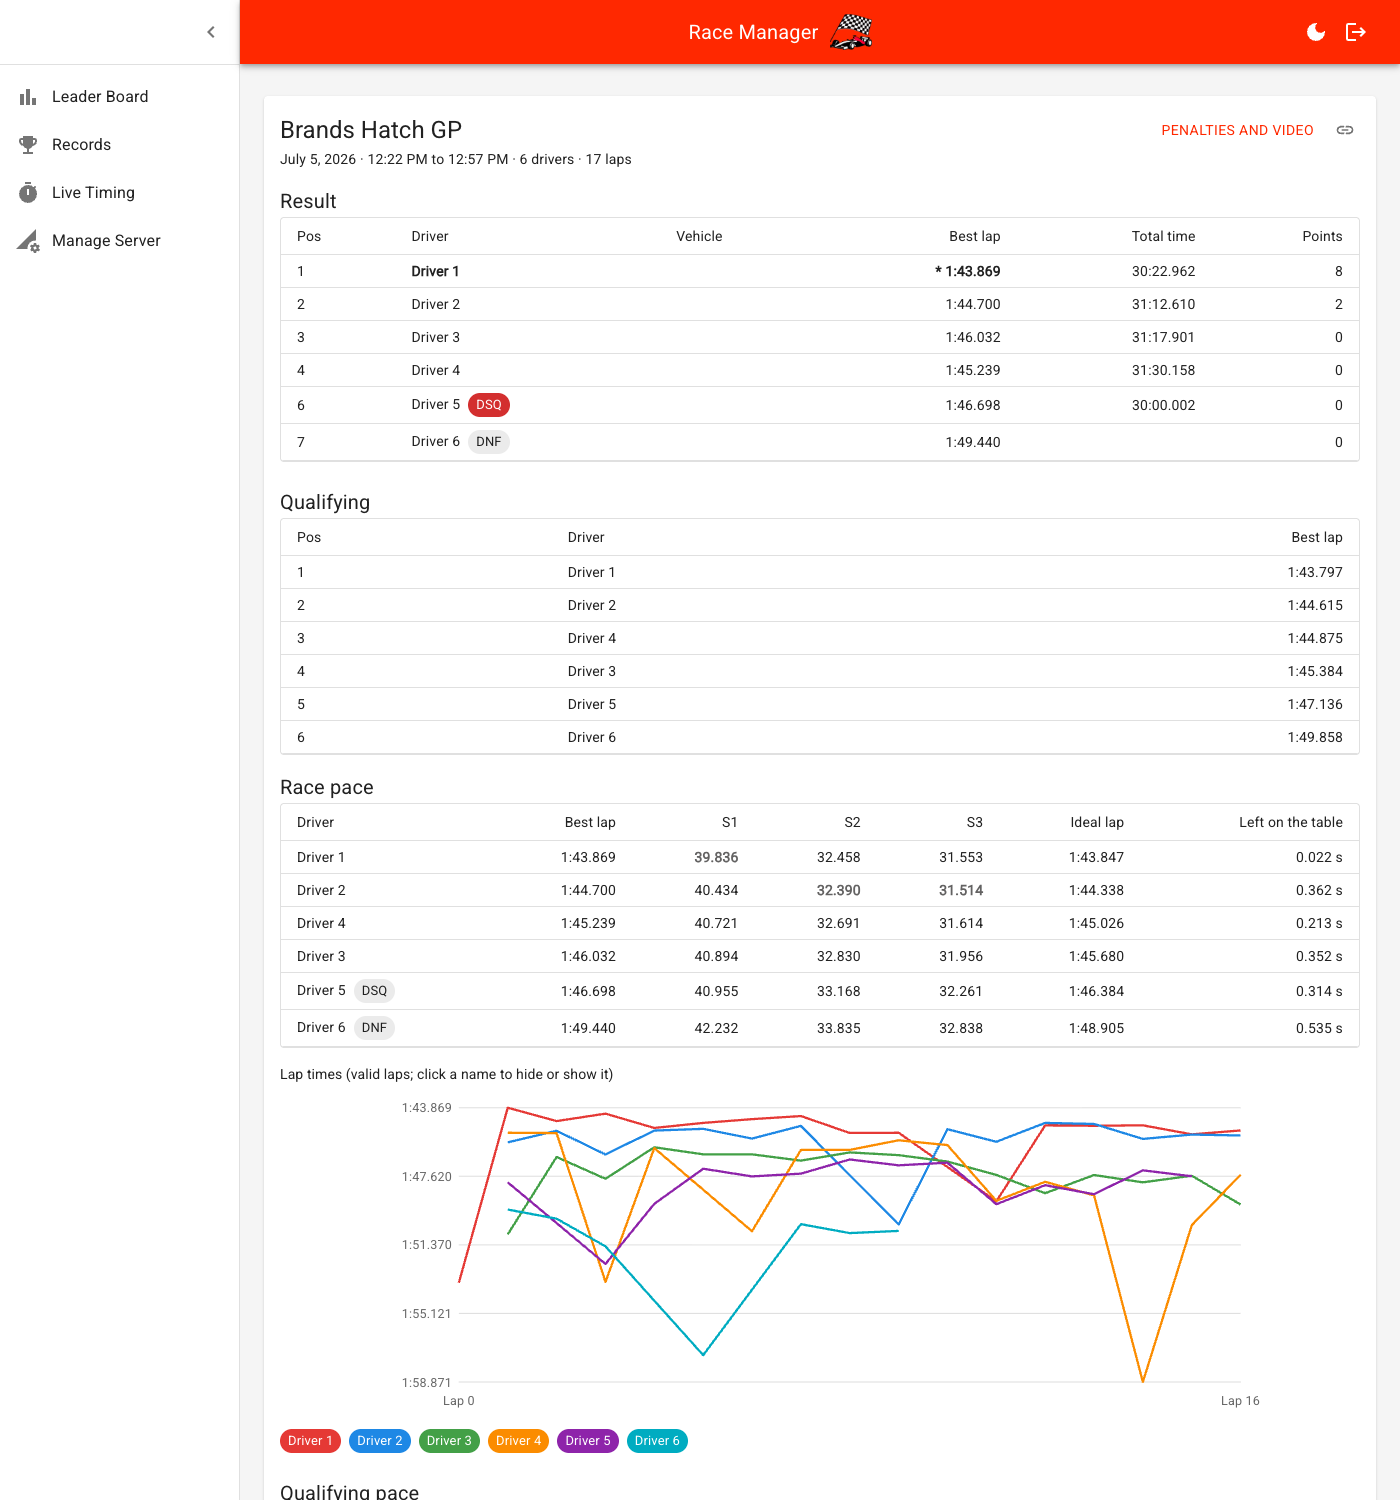 Race Manager
Leader Board
Records
Live Timing
Manage Server
Brands Hatch GP
PENALTIES AND VIDEO
July 5, 2026 · 12:22 PM to 12:57 PM · 6 drivers · 17 laps
Result
Pos Driver Vehicle Best lap Total time Points
1 Driver 1 * 1:43.869 30:22.962 8
2 Driver 2 1:44.700 31:12.610 2
3 Driver 3 1:46.032 31:17.901 0
4 Driver 4 1:45.239 31:30.158 0
6 Driver 5 DSQ 1:46.698 30:00.002 0
7 Driver 6 DNF 1:49.440 0
Qualifying
Pos Driver Best lap
1 Driver 1 1:43.797
2 Driver 2 1:44.615
3 Driver 4 1:44.875
4 Driver 3 1:45.384
5 Driver 5 1:47.136
6 Driver 6 1:49.858
Race pace
Driver Best lap S1 S2 S3 Ideal lap Left on the table
Driver 1 1:43.869 39.836 32.458 31.553 1:43.847 0.022 s
Driver 2 1:44.700 40.434 32.390 31.514 1:44.338 0.362 s
Driver 4 1:45.239 40.721 32.691 31.614 1:45.026 0.213 s
Driver 3 1:46.032 40.894 32.830 31.956 1:45.680 0.352 s
Driver 5 DSQ 1:46.698 40.955 33.168 32.261 1:46.384 0.314 s
Driver 6 DNF 1:49.440 42.232 33.835 32.838 1:48.905 0.535 s
Lap times (valid laps; click a name to hide or show it)
1:43.869
1:47.620
1:51.370
1:55.121
1:58.871
Lap 0 Lap 16
Driver 1 Driver 2 Driver 3 Driver 4 Driver 5 Driver 6
Qualifying pace